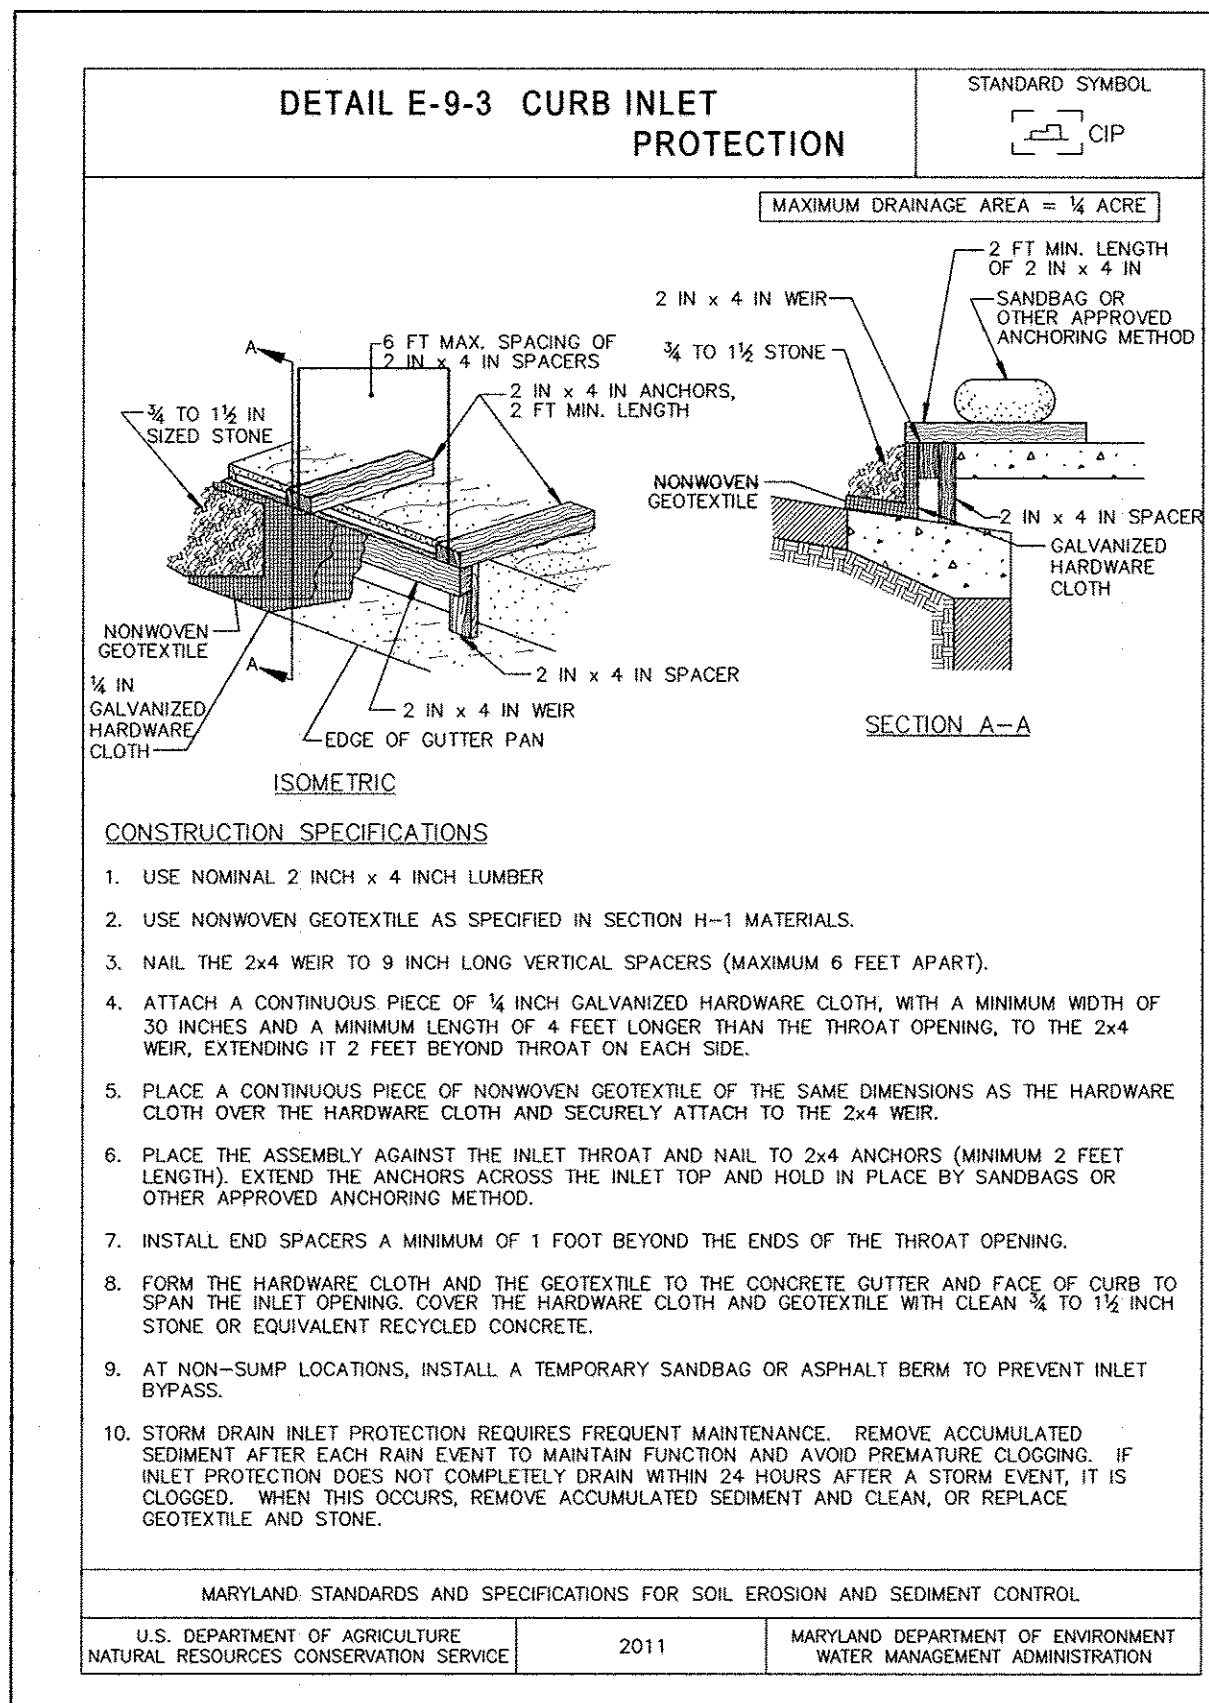 DETAIL E-9-3 CURB INLET
PROTECTION
STANDARD SYMBOL
CIP
MAXIMUM DRAINAGE AREA = ¼ ACRE
A
6 FT MAX. SPACING OF
2 IN x 4 IN SPACERS
2 IN x 4 IN ANCHORS,
2 FT MIN. LENGTH
¾ TO 1½ IN
SIZED STONE
NONWOVEN
GEOTEXTILE
A
¼ IN
GALVANIZED
HARDWARE
CLOTH
2 IN x 4 IN SPACER
2 IN x 4 IN WEIR
EDGE OF GUTTER PAN
ISOMETRIC
2 FT MIN. LENGTH
OF 2 IN x 4 IN
2 IN x 4 IN WEIR
SANDBAG OR
OTHER APPROVED
ANCHORING METHOD
¾ TO 1½ STONE
NONWOVEN
GEOTEXTILE
2 IN x 4 IN SPACER
GALVANIZED
HARDWARE
CLOTH
SECTION A-A
CONSTRUCTION SPECIFICATIONS
1. USE NOMINAL 2 INCH x 4 INCH LUMBER
2. USE NONWOVEN GEOTEXTILE AS SPECIFIED IN SECTION H-1 MATERIALS.
3. NAIL THE 2x4 WEIR TO 9 INCH LONG VERTICAL SPACERS (MAXIMUM 6 FEET APART).
4. ATTACH A CONTINUOUS PIECE OF ¼ INCH GALVANIZED HARDWARE CLOTH, WITH A MINIMUM WIDTH OF
30 INCHES AND A MINIMUM LENGTH OF 4 FEET LONGER THAN THE THROAT OPENING, TO THE 2x4
WEIR, EXTENDING IT 2 FEET BEYOND THROAT ON EACH SIDE.
5. PLACE A CONTINUOUS PIECE OF NONWOVEN GEOTEXTILE OF THE SAME DIMENSIONS AS THE HARDWARE
CLOTH OVER THE HARDWARE CLOTH AND SECURELY ATTACH TO THE 2x4 WEIR.
6. PLACE THE ASSEMBLY AGAINST THE INLET THROAT AND NAIL TO 2x4 ANCHORS (MINIMUM 2 FEET
LENGTH). EXTEND THE ANCHORS ACROSS THE INLET TOP AND HOLD IN PLACE BY SANDBAGS OR
OTHER APPROVED ANCHORING METHOD.
7. INSTALL END SPACERS A MINIMUM OF 1 FOOT BEYOND THE ENDS OF THE THROAT OPENING.
8. FORM THE HARDWARE CLOTH AND THE GEOTEXTILE TO THE CONCRETE GUTTER AND FACE OF CURB TO
SPAN THE INLET OPENING. COVER THE HARDWARE CLOTH AND GEOTEXTILE WITH CLEAN ¾ TO 1½ INCH
STONE OR EQUIVALENT RECYCLED CONCRETE.
9. AT NON-SUMP LOCATIONS, INSTALL A TEMPORARY SANDBAG OR ASPHALT BERM TO PREVENT INLET
BYPASS.
10. STORM DRAIN INLET PROTECTION REQUIRES FREQUENT MAINTENANCE. REMOVE ACCUMULATED
SEDIMENT AFTER EACH RAIN EVENT TO MAINTAIN FUNCTION AND AVOID PREMATURE CLOGGING. IF
INLET PROTECTION DOES NOT COMPLETELY DRAIN WITHIN 24 HOURS AFTER A STORM EVENT, IT IS
CLOGGED. WHEN THIS OCCURS, REMOVE ACCUMULATED SEDIMENT AND CLEAN, OR REPLACE
GEOTEXTILE AND STONE.
MARYLAND STANDARDS AND SPECIFICATIONS FOR SOIL EROSION AND SEDIMENT CONTROL
U.S. DEPARTMENT OF AGRICULTURE
NATURAL RESOURCES CONSERVATION SERVICE
2011
MARYLAND DEPARTMENT OF ENVIRONMENT
WATER MANAGEMENT ADMINISTRATION